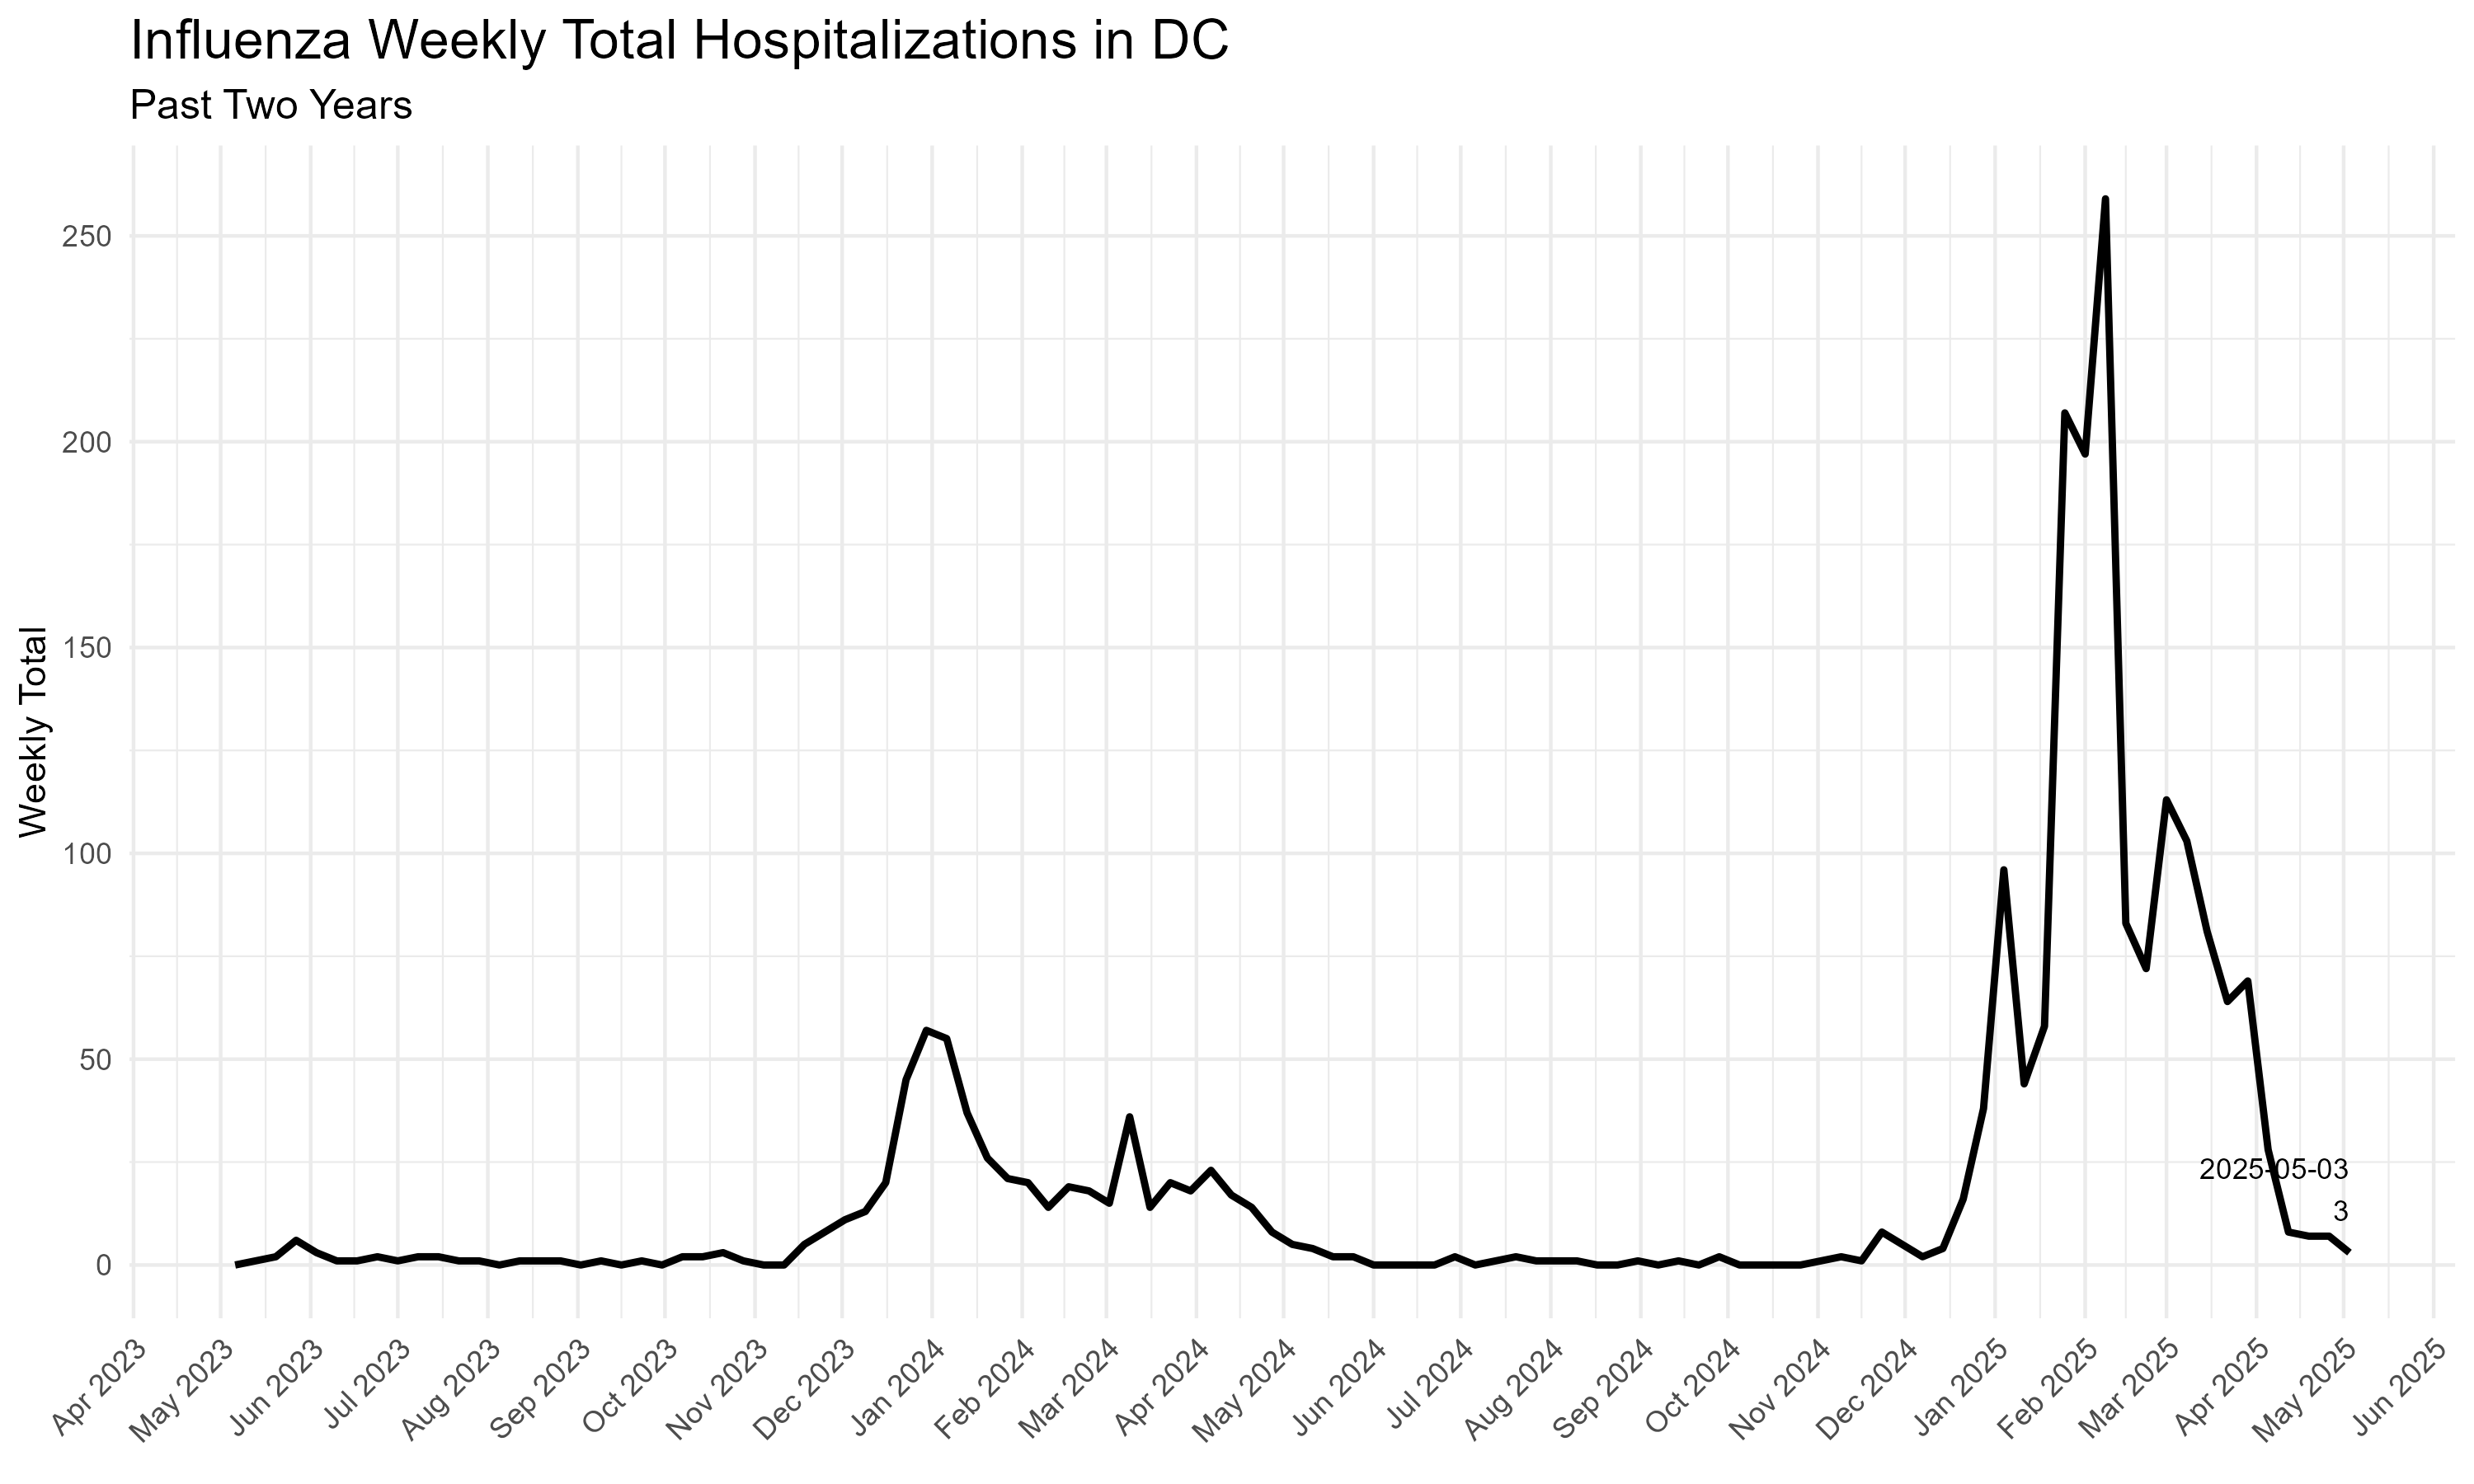 Influenza Weekly Total Hospitalizations in DC
Past Two Years
Weekly Total
250
200
150
100
50
0
2025-05-03
3
Apr 2023
May 2023
Jun 2023
Jul 2023
Aug 2023
Sep 2023
Oct 2023
Nov 2023
Dec 2023
Jan 2024
Feb 2024
Mar 2024
Apr 2024
May 2024
Jun 2024
Jul 2024
Aug 2024
Sep 2024
Oct 2024
Nov 2024
Dec 2024
Jan 2025
Feb 2025
Mar 2025
Apr 2025
May 2025
Jun 2025